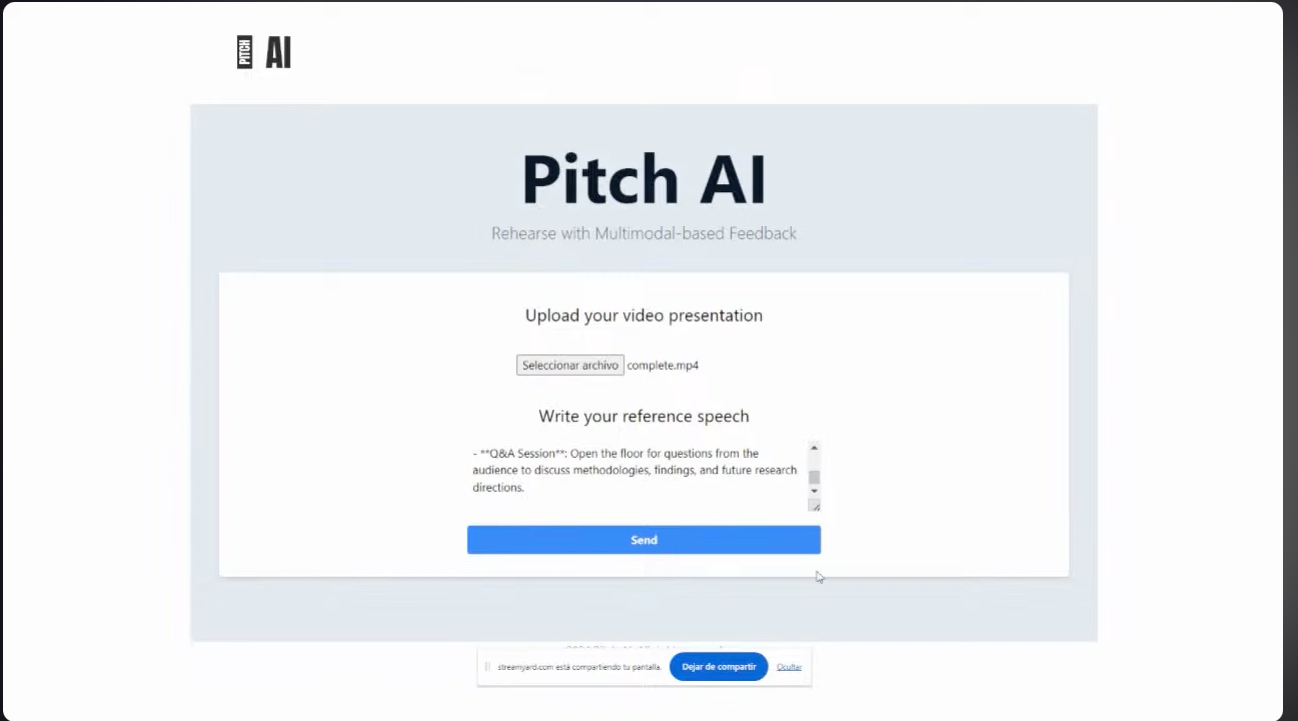 PITCH AI
Pitch AI
Rehearse with Multimodal-based Feedback
Upload your video presentation
Seleccionar archivo complete.mp4
Write your reference speech
- **Q&A Session**: Open the floor for questions from the
audience to discuss methodologies, findings, and future research
directions.
Send
streamyard.com está compartiendo tu pantalla. Dejar de compartir Ocultar